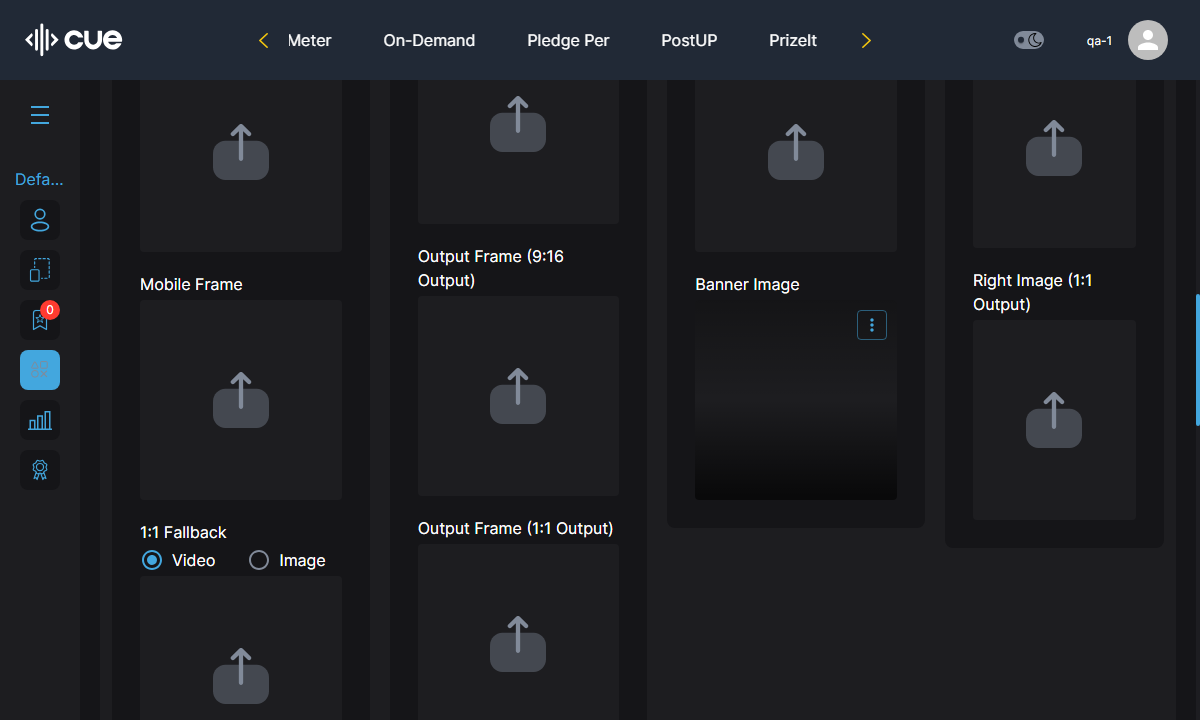 cue
Meter
On-Demand
Pledge Per
PostUP
PrizeIt
qa-1
Defa...
0
Mobile Frame
1:1 Fallback
Video
Image
Output Frame (9:16
Output)
Output Frame (1:1 Output)
Banner Image
Right Image (1:1
Output)